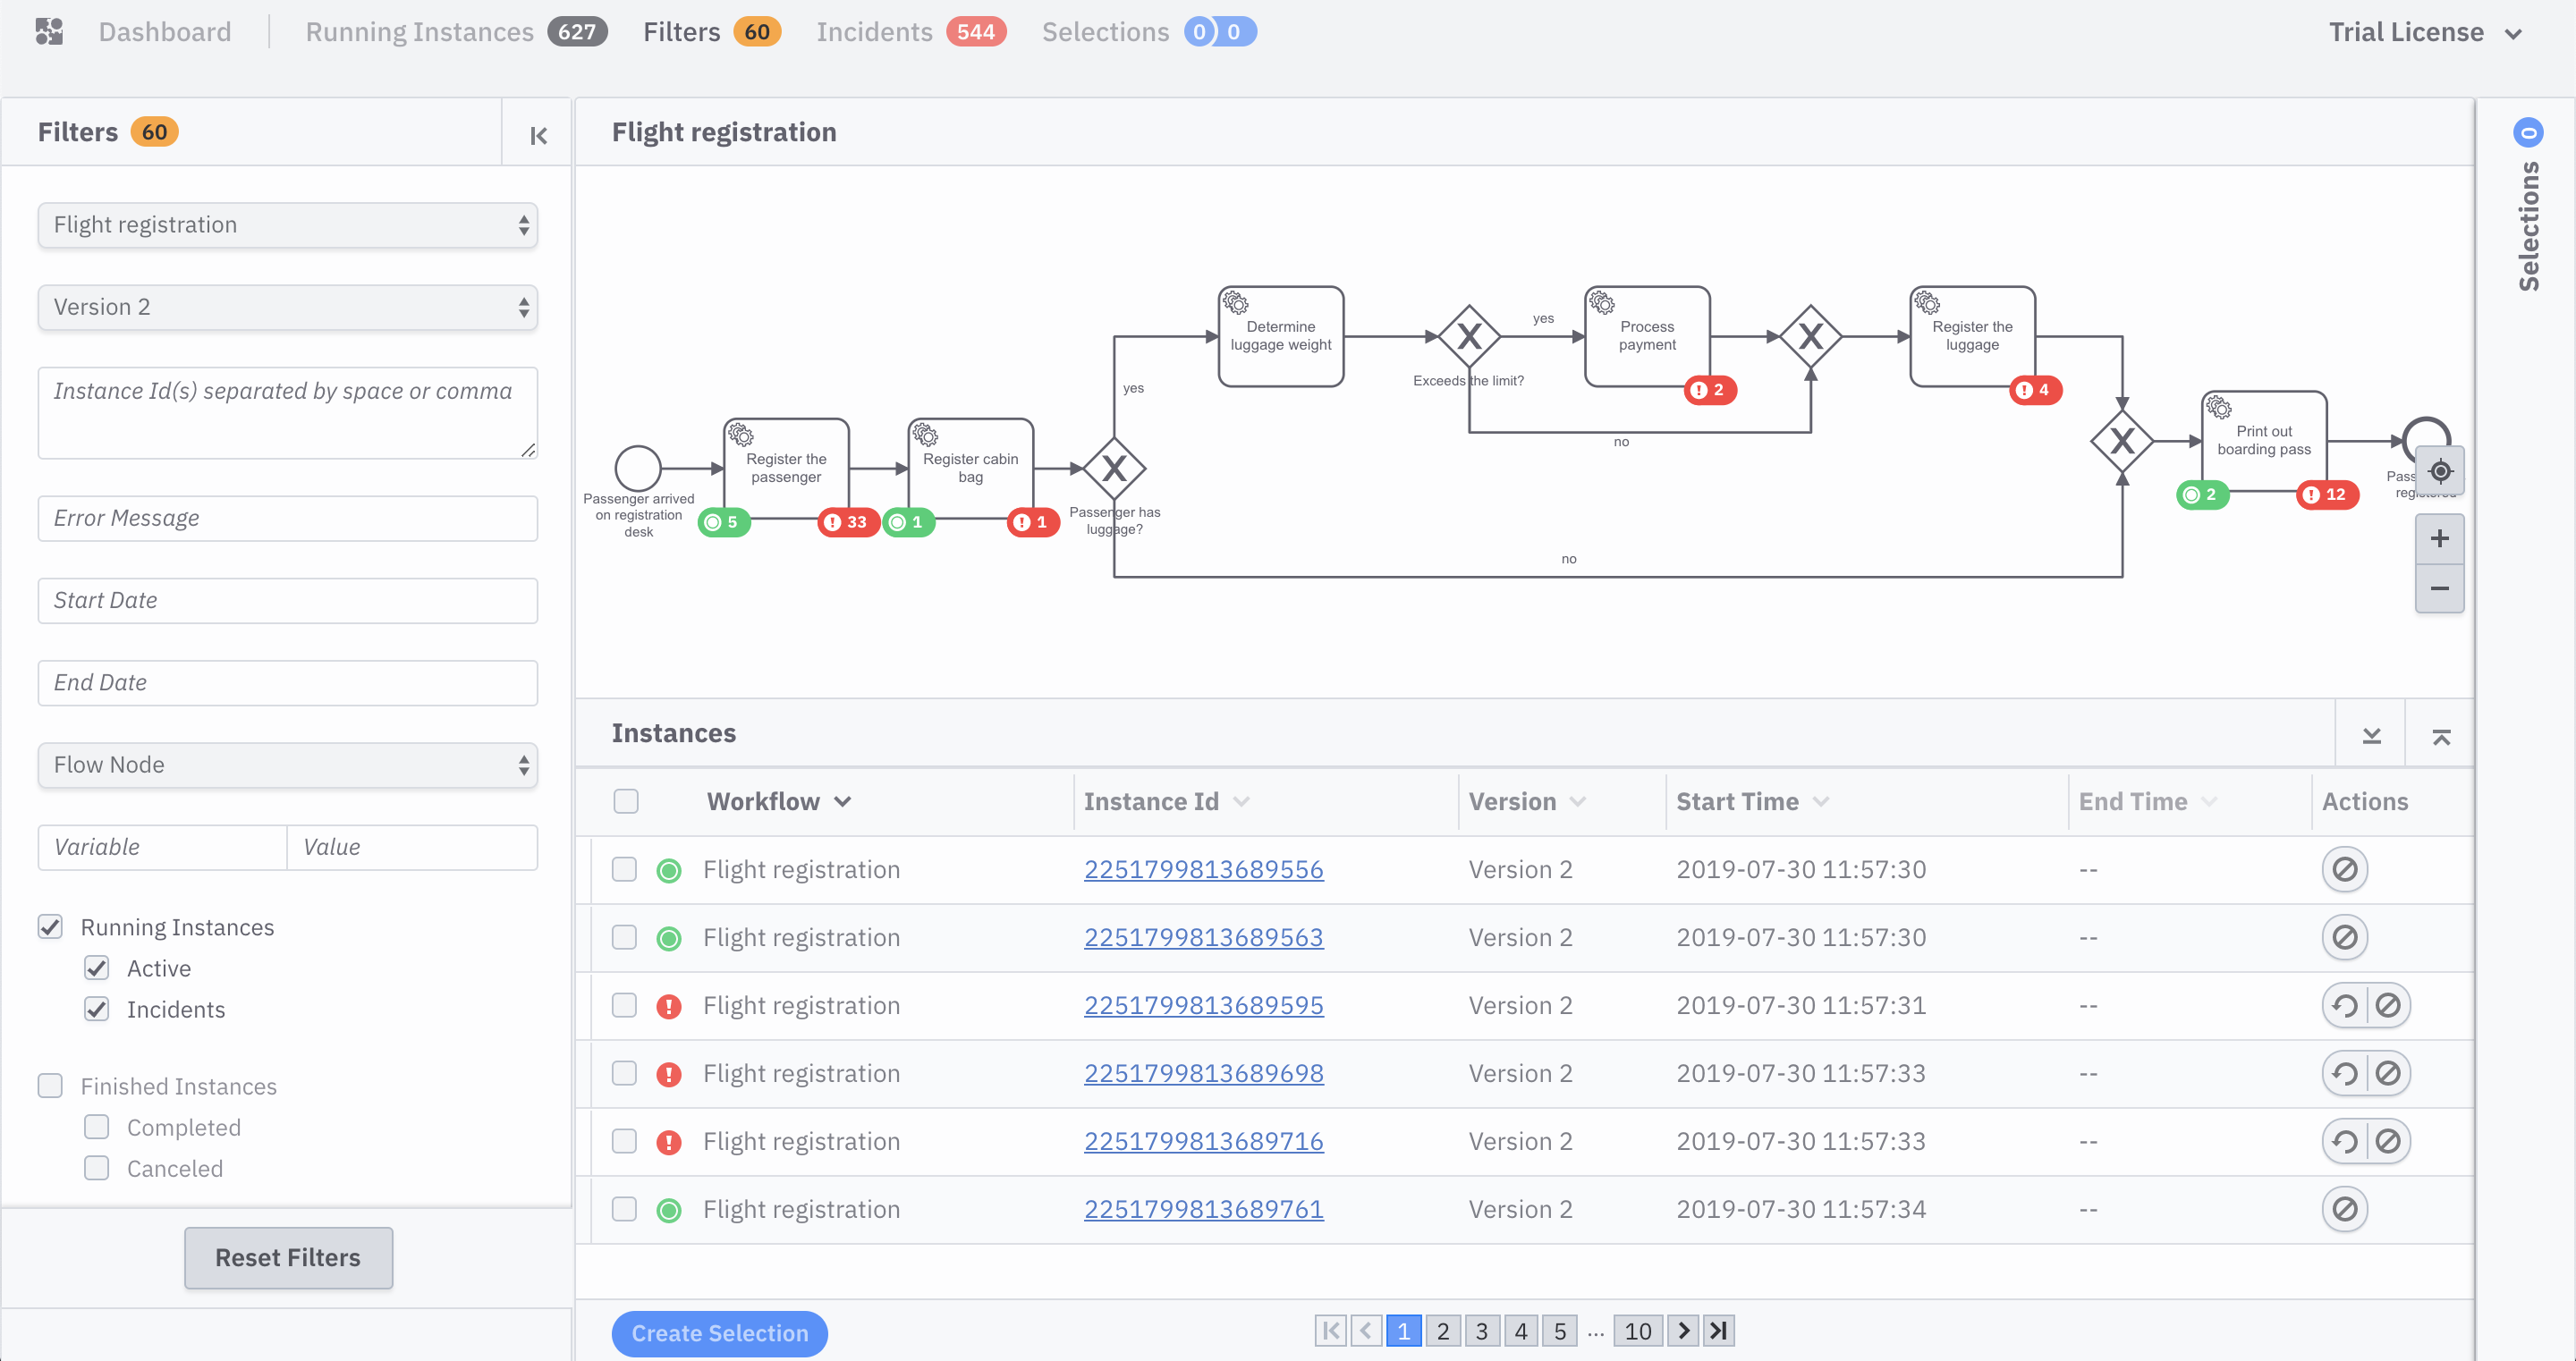 Dashboard
Running Instances 627
Filters 60
Incidents 544
Selections 0 0
Trial License
Filters 60
Flight registration
Version 2
Instance Id(s) separated by space or comma
Error Message
Start Date
End Date
Flow Node
Variable
Value
Running Instances
Active
Incidents
Finished Instances
Completed
Canceled
Reset Filters
Flight registration
Passenger arrived
on registration
desk
Register the
passenger
5
33
Register cabin
bag
1
1
Passenger has
luggage?
yes
no
Determine
luggage weight
Exceeds the limit?
yes
no
Process
payment
2
Register the
luggage
4
Print out
boarding pass
2
12
Selections 0
Instances
Workflow
Instance Id
Version
Start Time
End Time
Actions
Flight registration 2251799813689556 Version 2 2019-07-30 11:57:30 --
Flight registration 2251799813689563 Version 2 2019-07-30 11:57:30 --
Flight registration 2251799813689595 Version 2 2019-07-30 11:57:31 --
Flight registration 2251799813689698 Version 2 2019-07-30 11:57:33 --
Flight registration 2251799813689716 Version 2 2019-07-30 11:57:33 --
Flight registration 2251799813689761 Version 2 2019-07-30 11:57:34 --
Create Selection
1 2 3 4 5 ... 10